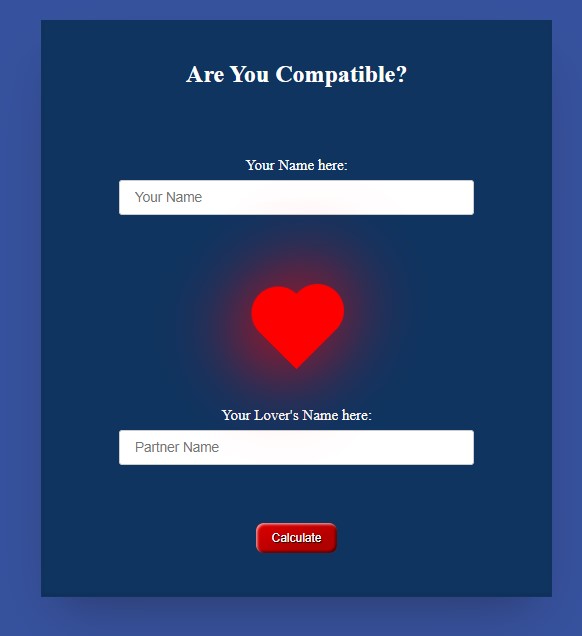 Are You Compatible?
Your Name here:
Your Name
Your Lover's Name here:
Partner Name
Calculate